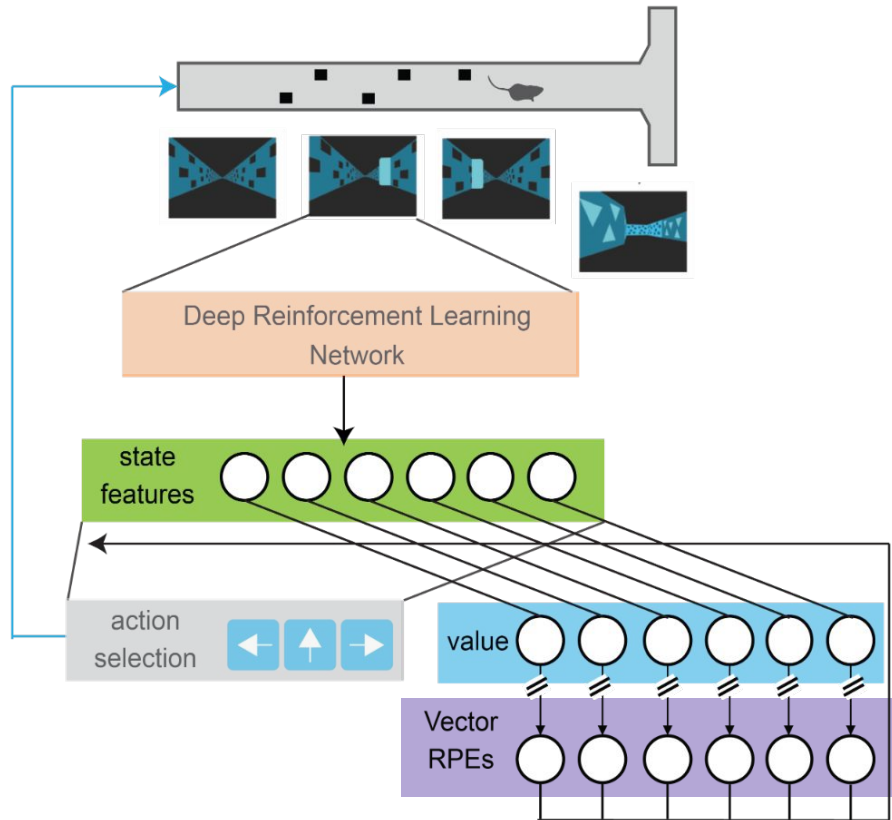 Deep Reinforcement Learning
Network
state
features
action
selection
value
Vector
RPEs